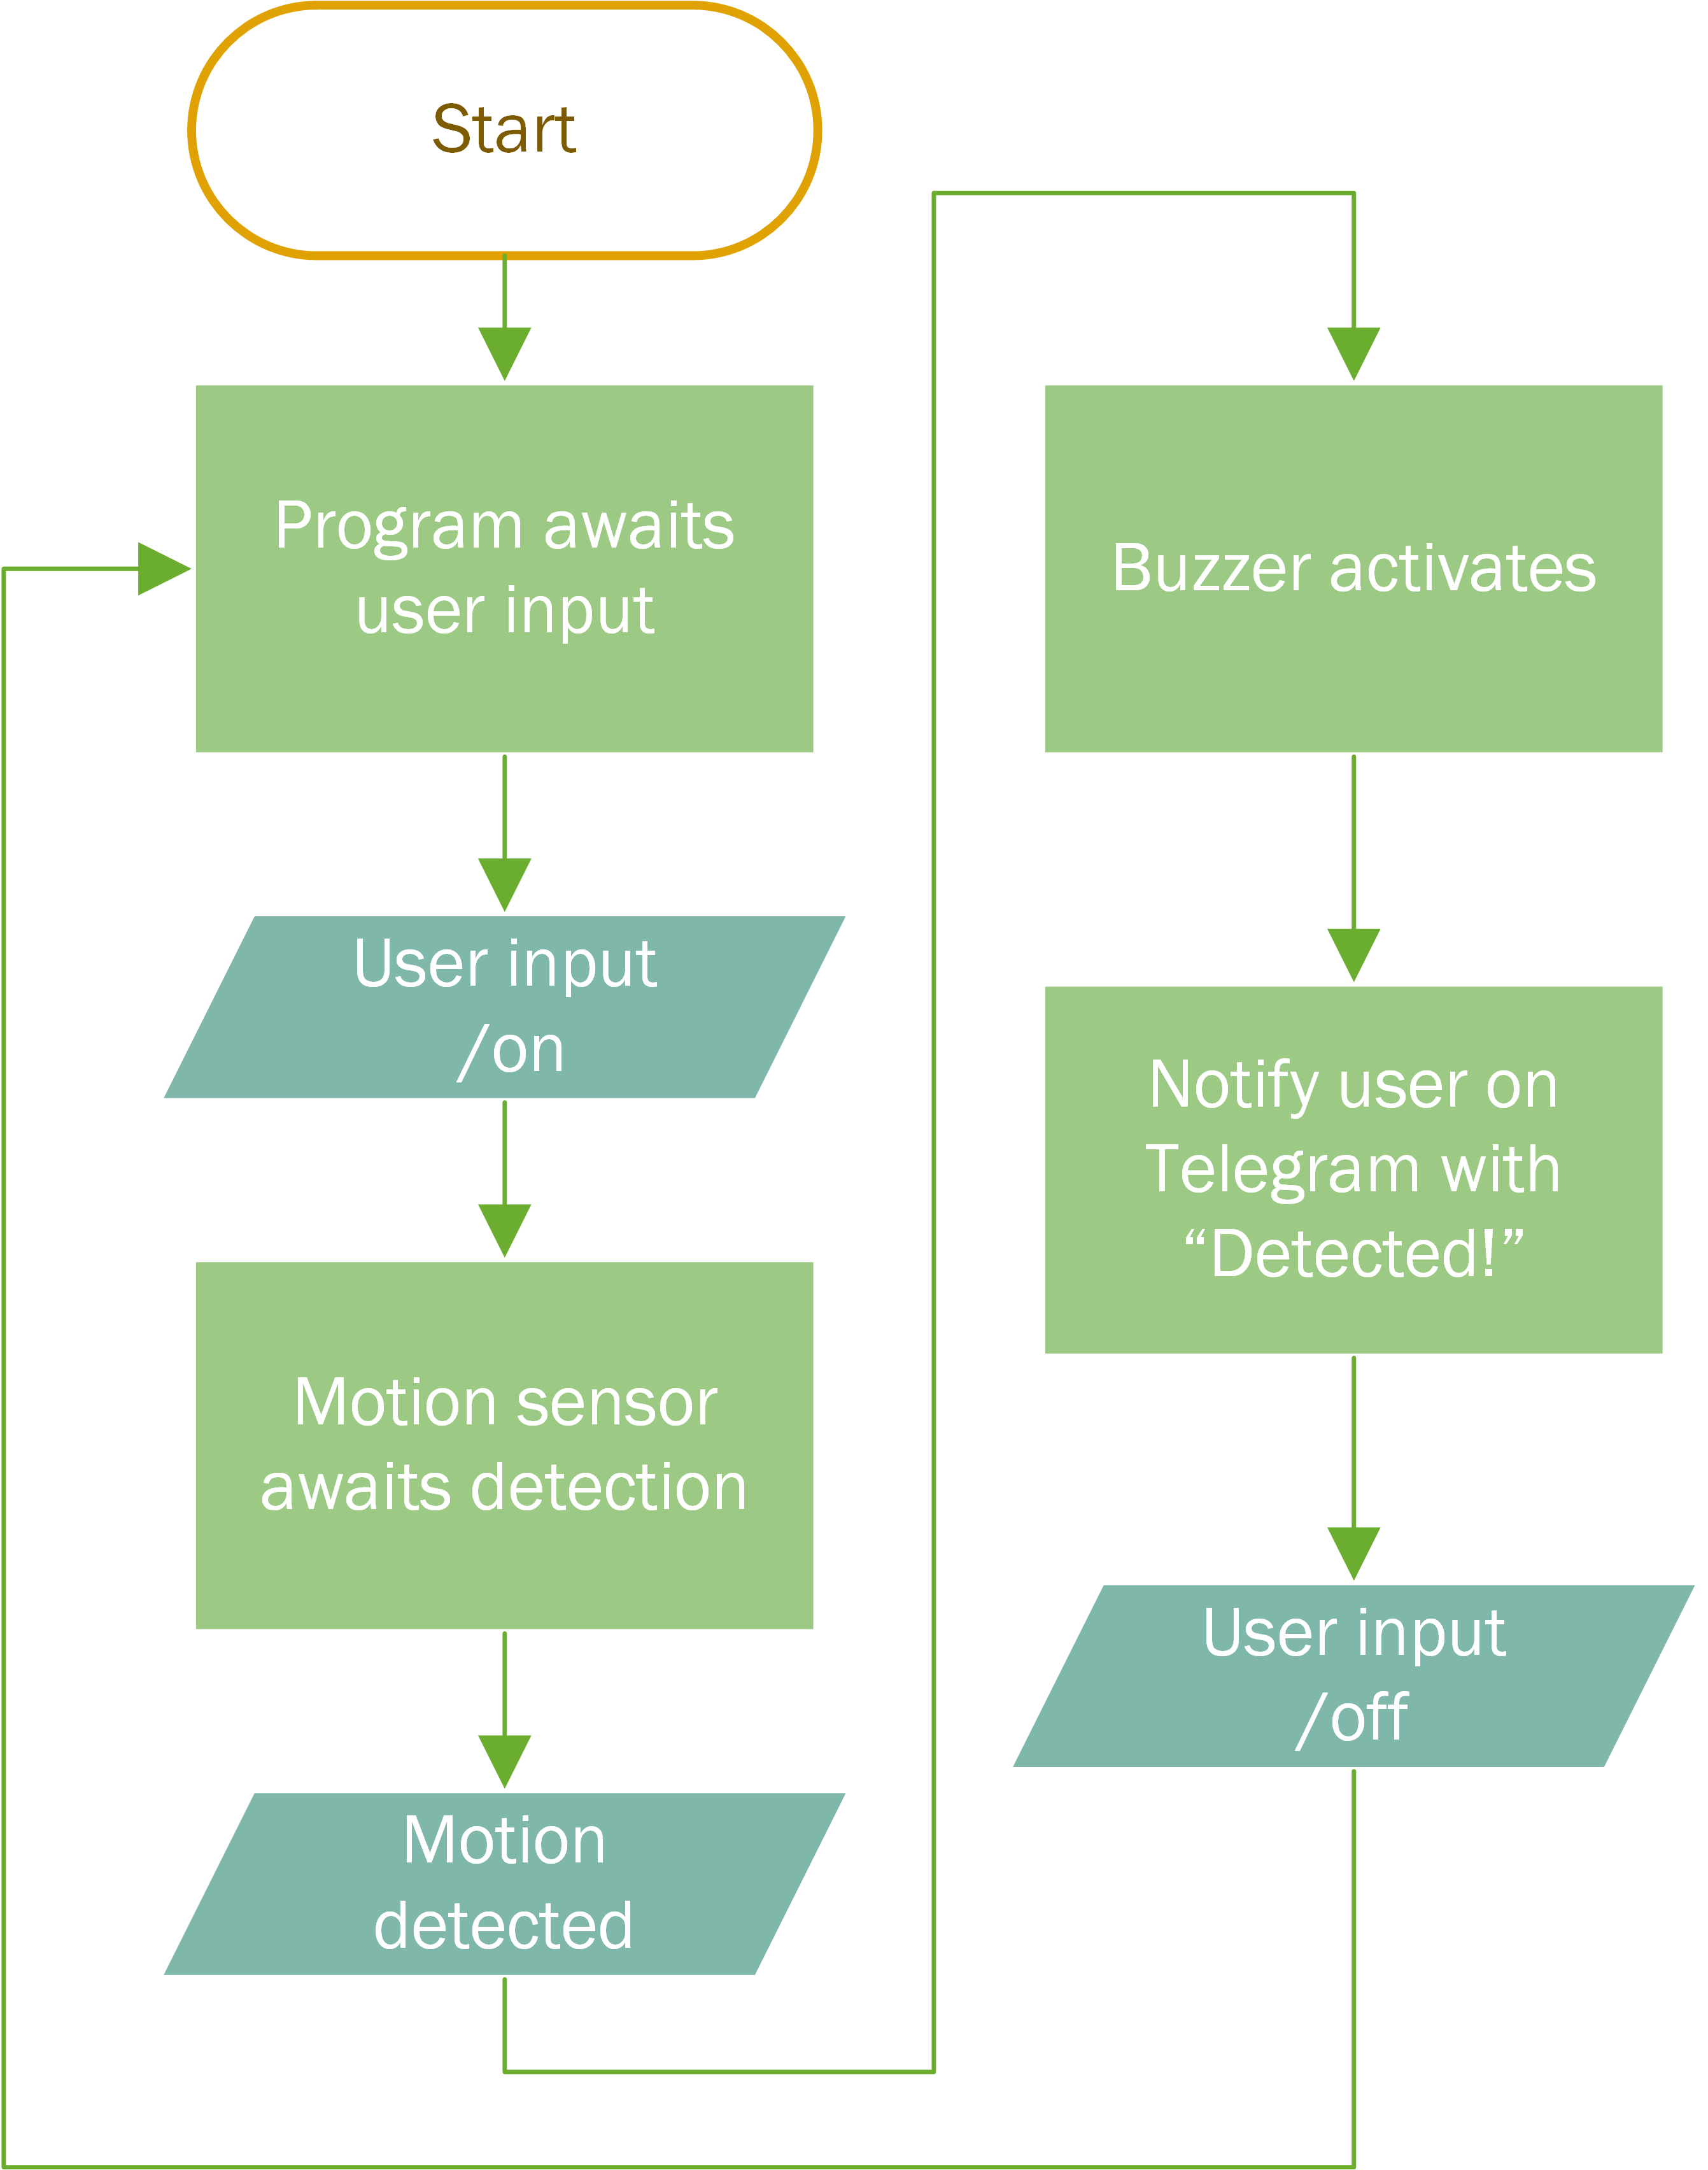 Start
Program awaits
user input
User input
/on
Motion sensor
awaits detection
Motion
detected
Buzzer activates
Notify user on
Telegram with
“Detected!”
User input
/off